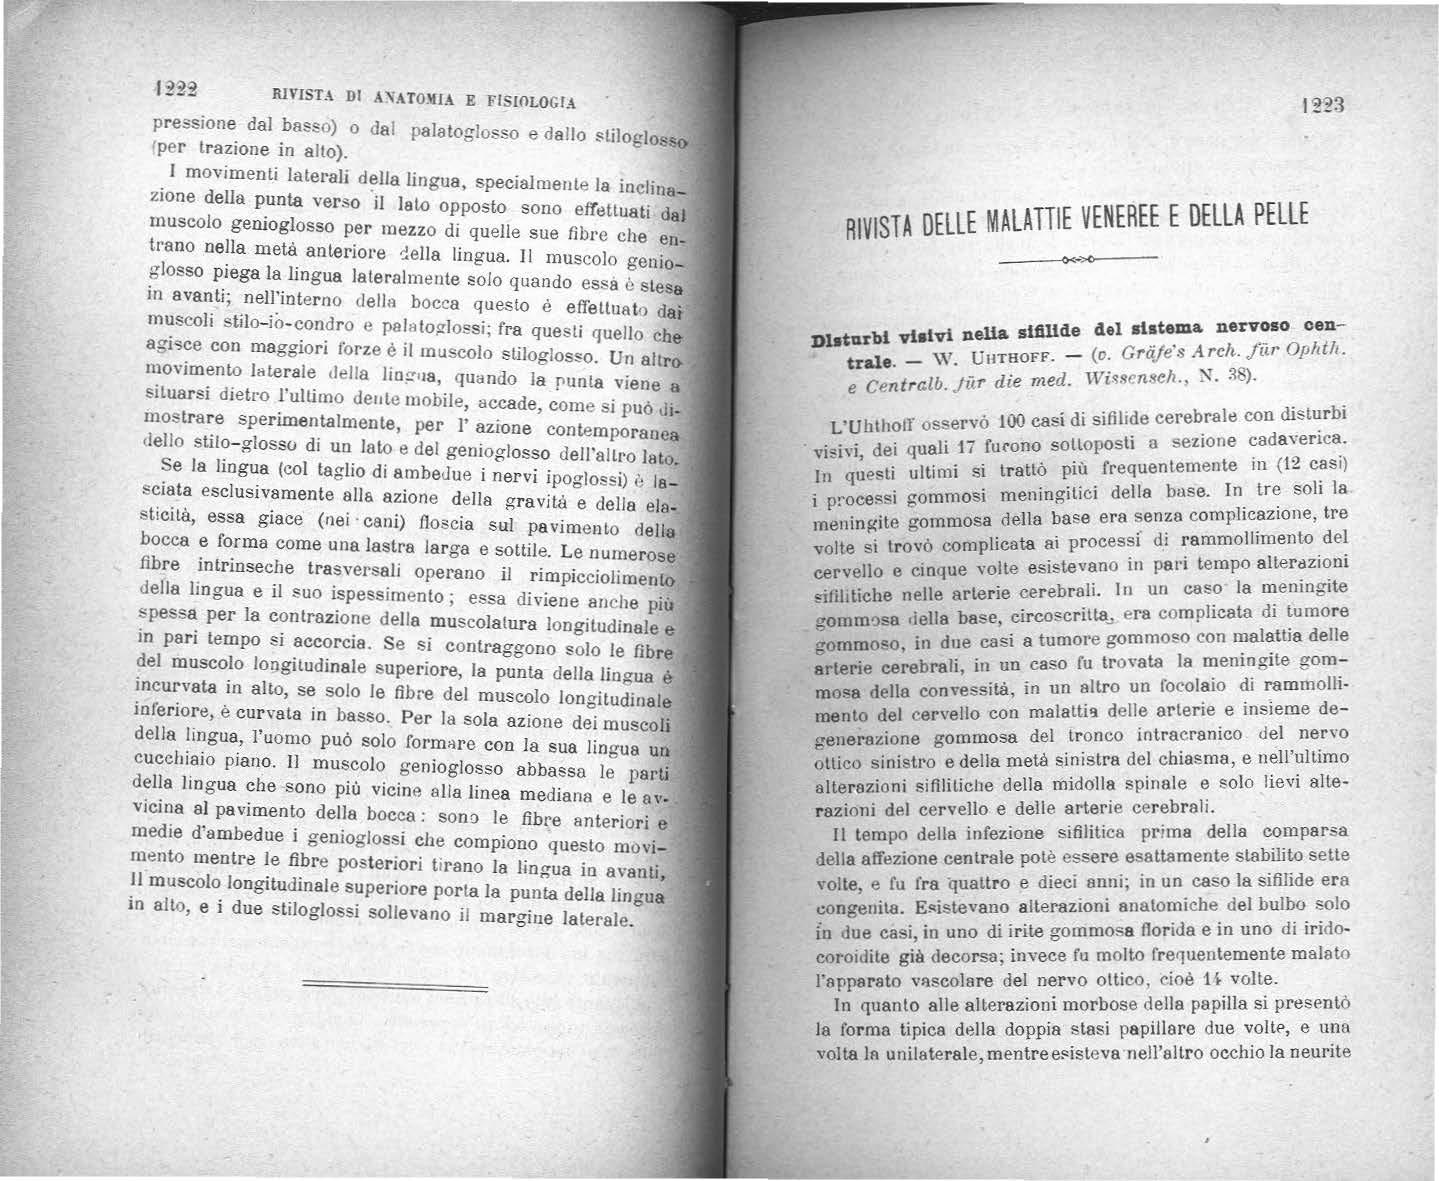 1222 RIVISTA DI ANATOMIA E FISIOLOGIA
pressione dal basso) o dal palatoglosso e dallo stiloglosso
(per trazione in alto).
I movimenti laterali della lingua, specialmente la inclina-
zione della punta verso il lato opposto sono effettuati dal
muscolo genioglosso per mezzo di quelle sue fibre che en-
trano nella metà anteriore della lingua. Il muscolo genio-
glosso piega la lingua lateralmente solo quando essa è stesa
in avanti; nell'interno della bocca questo è effettuato dai
muscoli stilo-io-condro e palatoglossi; fra questi quello che
agisce con maggiori forze è il muscolo stiloglosso. Un altro
movimento laterale della lingua, quando la punta viene a
situarsi dietro l'ultimo dente mobile, accade, come si può di-
mostrare sperimentalmente, per l'azione contemporanea
dello stilo-glosso di un lato e del genioglosso dell'altro lato.
Se la lingua (col taglio di ambedue i nervi ipoglossi) è la-
sciata esclusivamente alla azione della gravità e della ela-
sticità, essa giace (nei cani) floscia sul pavimento della
bocca e forma come una lastra larga e sottile. Le numerose
fibre intrinseche trasversali operano il rimpicciolimento
della lingua e il suo ispessimento; essa diviene anche più
spessa per la contrazione della muscolatura longitudinale e
in pari tempo si accorcia. Se si contraggono solo le fibre
del muscolo longitudinale superiore, la punta della lingua è
incurvata in alto, se solo le fibre del muscolo longitudinale
inferiore, è curvata in basso. Per la sola azione dei muscoli
della lingua, l'uomo può solo formare con la sua lingua un
cucchiaio piano. Il muscolo genioglosso abbassa le parti
della lingua che sono più vicine alla linea mediana e le av-
vicina al pavimento della bocca: sono le fibre anteriori e
medie d'ambedue i genioglossi che compiono questo movi-
mento mentre le fibre posteriori tirano la lingua in avanti,
Il muscolo longitudinale superiore porta la punta della lingua
in alto, e i due stiloglossi sollevano il margine laterale.
1223
RIVISTA DELLE MALATTIE VENEREE E DELLA PELLE
Disturbi visivi nella sifilide del sistema nervoso cen-
trale. — W. UHTHOFF. — (v. Gräfe's Arch. für Ophth.
e Centralb. für die med. Wissensch., N. 38).
L'Uhthoff osservò 100 casi di sifilide cerebrale con disturbi
visivi, dei quali 17 furono sottoposti a sezione cadaverica.
In questi ultimi si trattò più frequentemente in (12 casi)
i processi gommosi meningitici della base. In tre soli la
meningite gommosa della base era senza complicazione, tre
volte si trovò complicata ai processi di rammollimento del
cervello e cinque volte esistevano in pari tempo alterazioni
sifilitiche nelle arterie cerebrali. In un caso la meningite
gommosa della base, circoscritta, era complicata di tumore
gommoso, in due casi a tumore gommoso con malattia delle
arterie cerebrali, in un caso fu trovata la meningite gom-
mosa della convessità, in un altro un focolaio di rammolli-
mento del cervello con malattia delle arterie e insieme de-
generazione gommosa del tronco intracranico del nervo
ottico sinistro e della metà sinistra del chiasma, e nell'ultimo
alterazioni sifilitiche della midolla spinale e solo lievi alte-
razioni del cervello e delle arterie cerebrali.
Il tempo della infezione sifilitica prima della comparsa
della affezione centrale potè essere esattamente stabilito sette
volte, e fu fra quattro e dieci anni; in un caso la sifilide era
congenita. Esistevano alterazioni anatomiche del bulbo solo
in due casi, in uno di irite gommosa florida e in uno di irido-
coroidite già decorsa; invece fu molto frequentemente malato
l'apparato vascolare del nervo ottico, cioè 14 volte.
In quanto alle alterazioni morbose della papilla si presentò
la forma tipica della doppia stasi papillare due volte, e una
volta la unilaterale, mentre esisteva nell'altro occhio la neurite